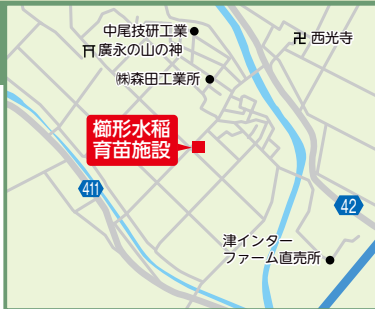 中尾技研工業
廣永の山の神
西光寺
㈱森田工業所
櫛形水稲
育苗施設
411
42
津インター
ファーム直売所